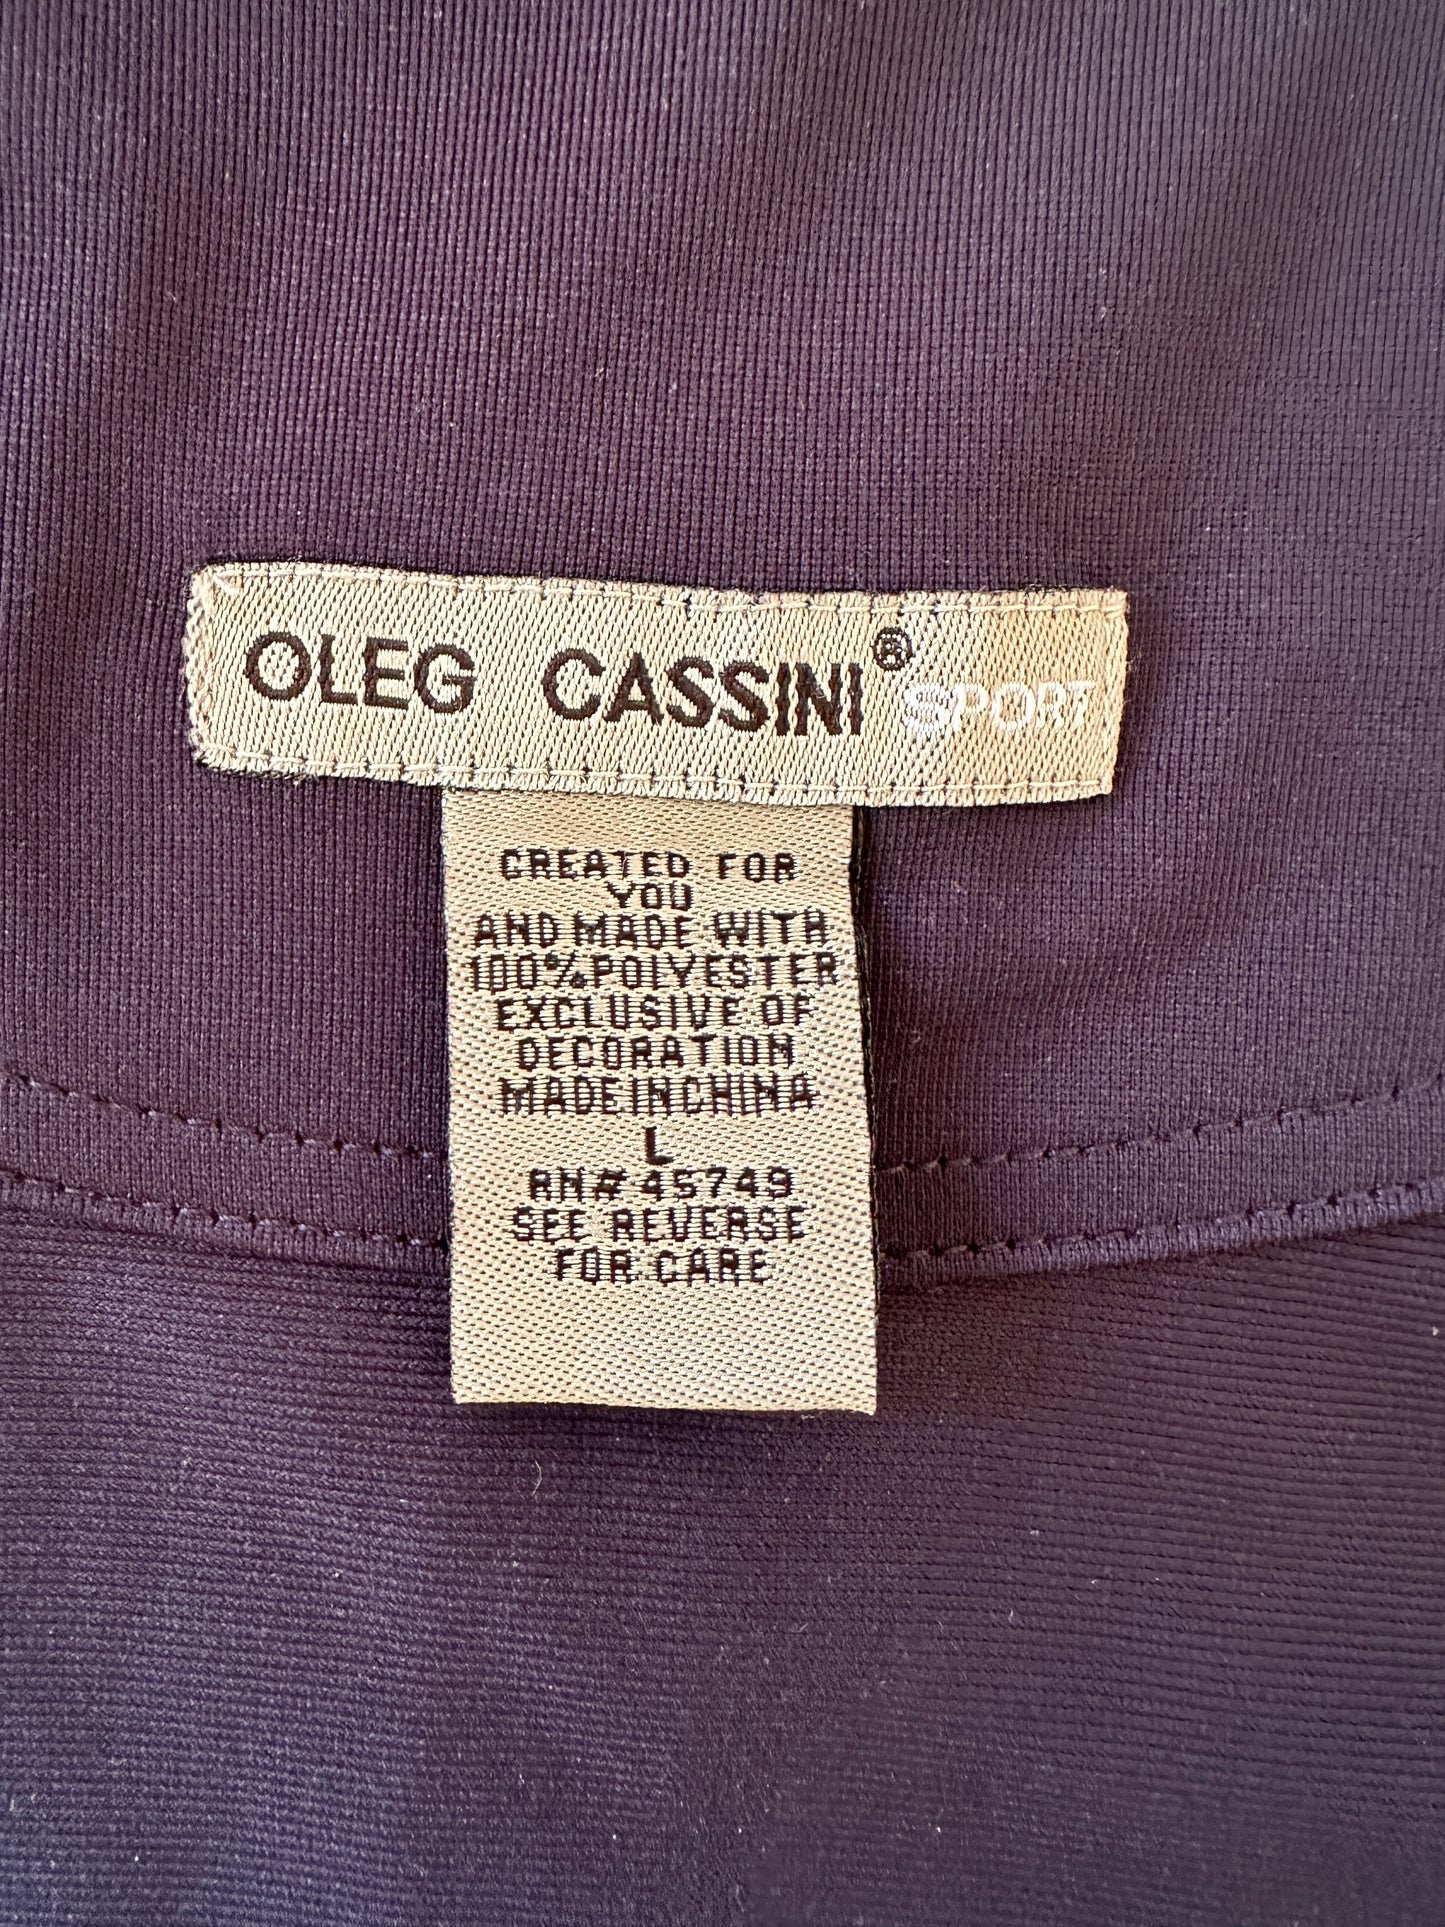 OLEG CASSINI® SPORT
CREATED FOR
YOU
AND MADE WITH
100% POLYESTER
EXCLUSIVE OF
DECORATION
MADE IN CHINA
L
RN# 45749
SEE REVERSE
FOR CARE